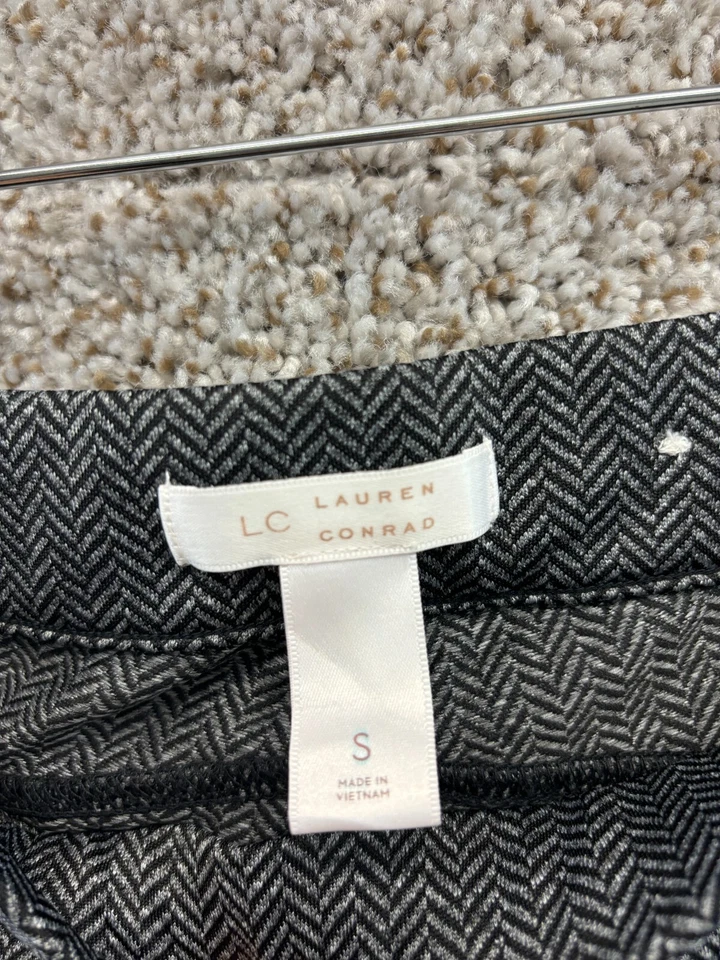 LC LAUREN
CONRAD
S
MADE IN
VIETNAM